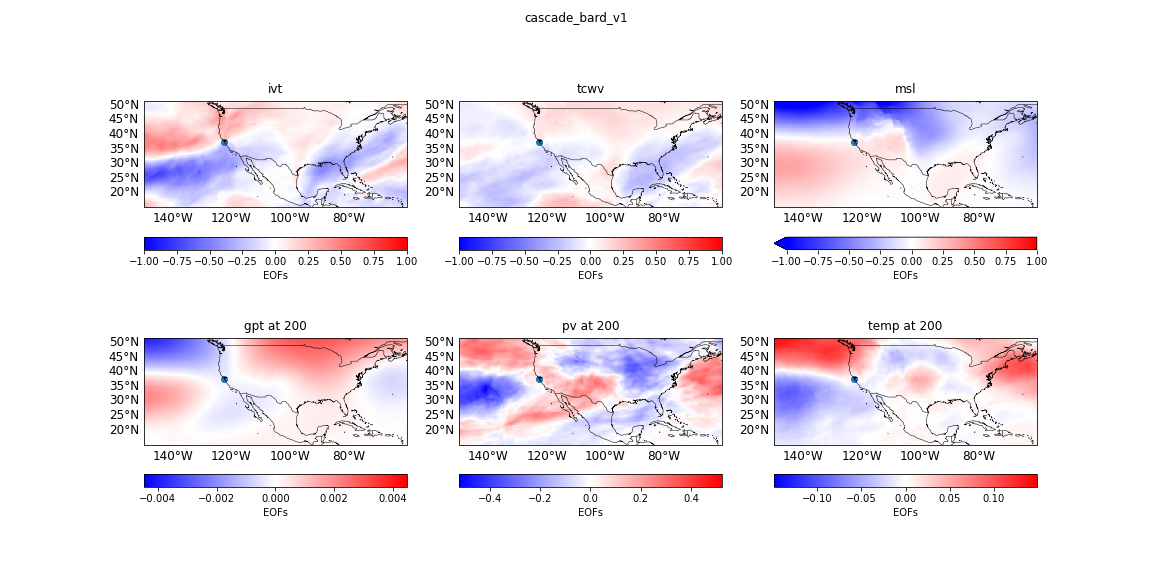 cascade_bard_v1
ivt
tcwv
msl
50°N
45°N
40°N
35°N
30°N
25°N
20°N
140°W 120°W 100°W 80°W
50°N
45°N
40°N
35°N
30°N
25°N
20°N
140°W 120°W 100°W 80°W
50°N
45°N
40°N
35°N
30°N
25°N
20°N
140°W 120°W 100°W 80°W
−1.00 −0.75 −0.50 −0.25 0.00 0.25 0.50 0.75 1.00
EOFs
−1.00 −0.75 −0.50 −0.25 0.00 0.25 0.50 0.75 1.00
EOFs
−1.00 −0.75 −0.50 −0.25 0.00 0.25 0.50 0.75 1.00
EOFs
gpt at 200
pv at 200
temp at 200
50°N
45°N
40°N
35°N
30°N
25°N
20°N
140°W 120°W 100°W 80°W
50°N
45°N
40°N
35°N
30°N
25°N
20°N
140°W 120°W 100°W 80°W
50°N
45°N
40°N
35°N
30°N
25°N
20°N
140°W 120°W 100°W 80°W
−0.004 −0.002 0.000 0.002 0.004
EOFs
−0.4 −0.2 0.0 0.2 0.4
EOFs
−0.10 −0.05 0.00 0.05 0.10
EOFs